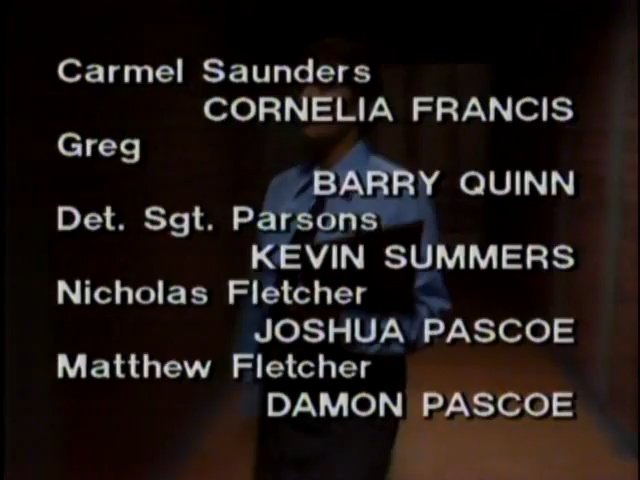 Carmel Saunders
CORNELIA FRANCIS
Greg
BARRY QUINN
Det. Sgt. Parsons
KEVIN SUMMERS
Nicholas Fletcher
JOSHUA PASCOE
Matthew Fletcher
DAMON PASCOE